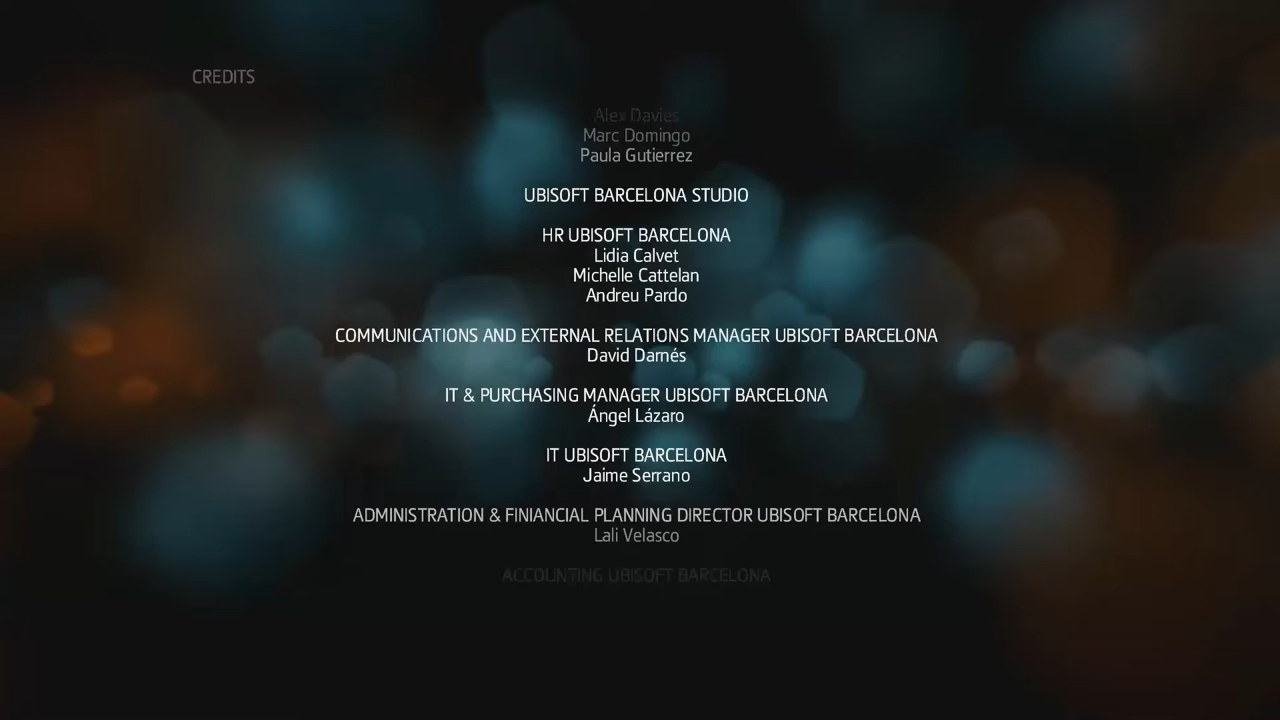 CREDITS
Alex Davies
Marc Domingo
Paula Gutierrez
UBISOFT BARCELONA STUDIO
HR UBISOFT BARCELONA
Lidia Calvet
Michelle Cattelan
Andreu Pardo
COMMUNICATIONS AND EXTERNAL RELATIONS MANAGER UBISOFT BARCELONA
David Darnés
IT & PURCHASING MANAGER UBISOFT BARCELONA
Ángel Lázaro
IT UBISOFT BARCELONA
Jaime Serrano
ADMINISTRATION & FINIANCIAL PLANNING DIRECTOR UBISOFT BARCELONA
Lali Velasco
ACCOUNTING UBISOFT BARCELONA